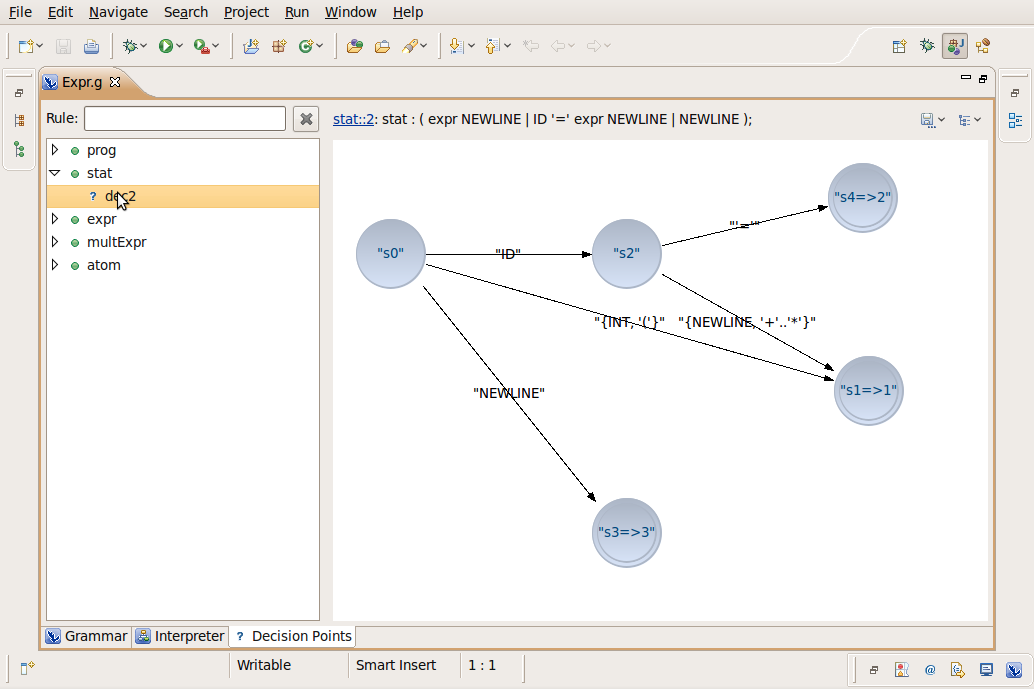 File Edit Navigate Search Project Run Window Help
Expr.g
Rule:
stat::2: stat : ( expr NEWLINE | ID '=' expr NEWLINE | NEWLINE );
prog
stat
? dec2
expr
multExpr
atom
"s0"
"ID"
"s2"
"'='"
"s4=>2"
"{INT, '('}"
"{NEWLINE, '+'..'*'}"
"s1=>1"
"NEWLINE"
"s3=>3"
Grammar Interpreter ? Decision Points
Writable Smart Insert 1 : 1